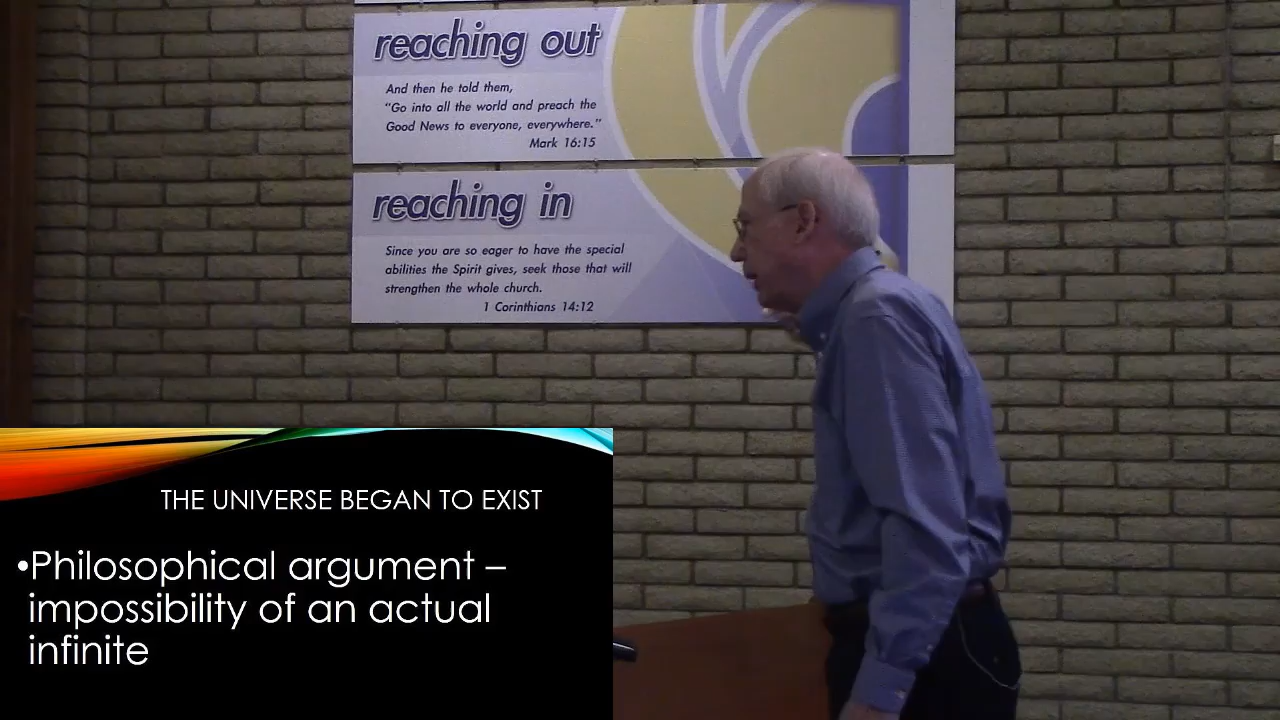 reaching out
And then he told them,
“Go into all the world and preach the
Good News to everyone, everywhere.”
Mark 16:15
reaching in
Since you are so eager to have the special
abilities the Spirit gives, seek those that will
strengthen the whole church.
1 Corinthians 14:12
THE UNIVERSE BEGAN TO EXIST
•Philosophical argument –
impossibility of an actual
infinite